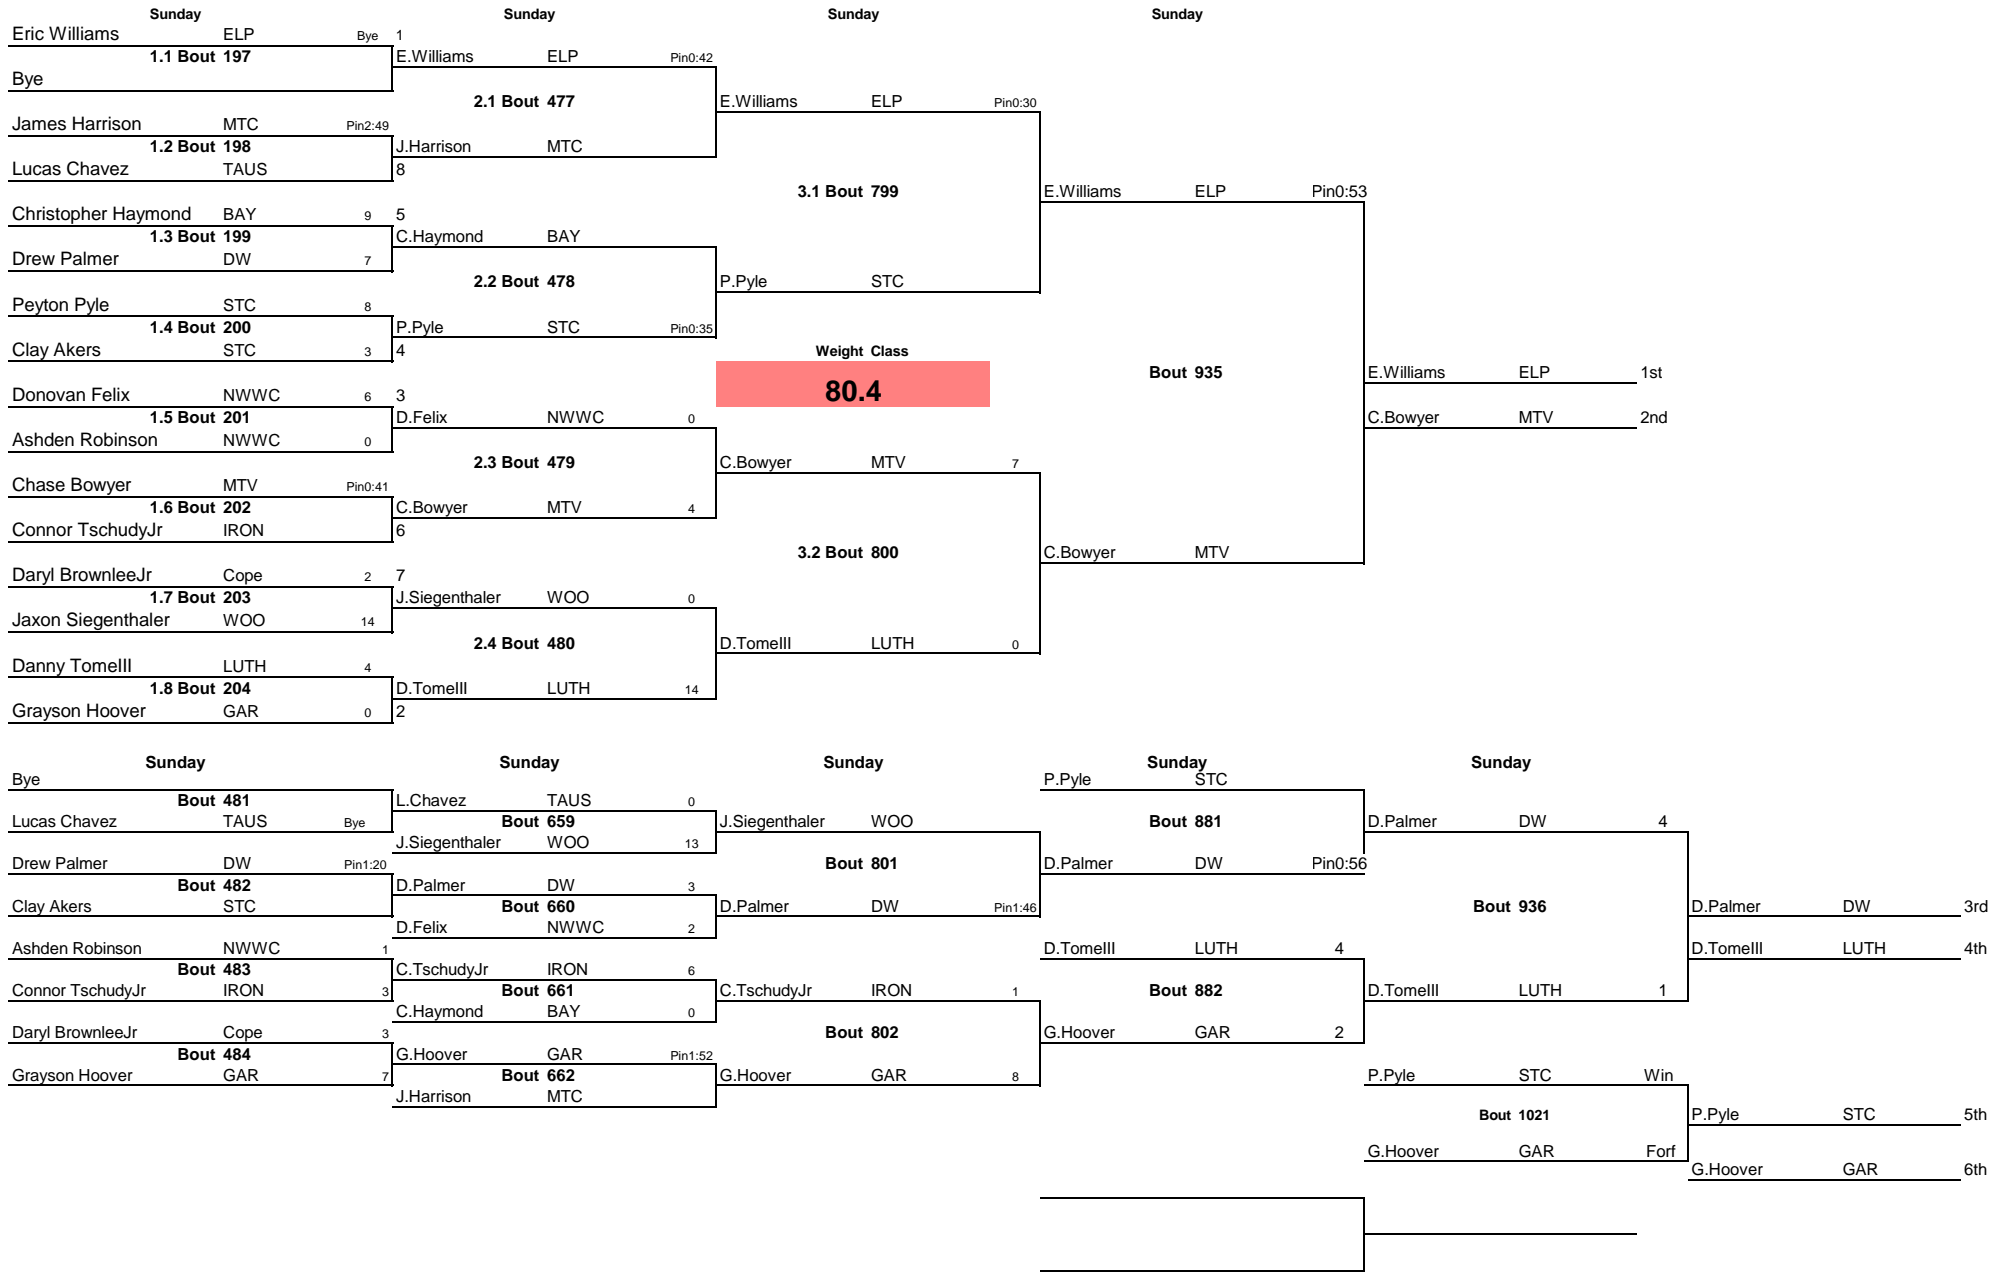 Sunday Sunday Sunday Sunday
Eric Williams ELP Bye 1
1.1 Bout 197 E.Williams ELP Pin0:42
Bye
2.1 Bout 477 E.Williams ELP Pin0:30
James Harrison MTC Pin2:49
1.2 Bout 198 J.Harrison MTC
Lucas Chavez TAUS 8
3.1 Bout 799 E.Williams ELP Pin0:53
Christopher Haymond BAY 9 5
1.3 Bout 199 C.Haymond BAY
Drew Palmer DW 7
2.2 Bout 478 P.Pyle STC
Peyton Pyle STC 8
1.4 Bout 200 P.Pyle STC Pin0:35
Clay Akers STC 3 4 Weight Class
Bout 935 E.Williams ELP 1st
80.4
Donovan Felix NWWC 6 3
1.5 Bout 201 D.Felix NWWC 0 C.Bowyer MTV 2nd
Ashden Robinson NWWC 0
2.3 Bout 479 C.Bowyer MTV 7
Chase Bowyer MTV Pin0:41
1.6 Bout 202 C.Bowyer MTV 4
Connor TschudyJr IRON 6
3.2 Bout 800 C.Bowyer MTV
Daryl BrownleeJr Cope 2 7
1.7 Bout 203 J.Siegenthaler WOO 0
Jaxon Siegenthaler WOO 14
2.4 Bout 480 D.TomeIII LUTH 0
Danny TomeIII LUTH 4
1.8 Bout 204 D.TomeIII LUTH 14
Grayson Hoover GAR 0 2
Sunday Sunday Sunday Sunday Sunday
Bye P.Pyle STC
Bout 481 L.Chavez TAUS 0
Lucas Chavez TAUS Bye Bout 659 J.Siegenthaler WOO Bout 881 D.Palmer DW 4
J.Siegenthaler WOO 13
Drew Palmer DW Pin1:20 Bout 801 D.Palmer DW Pin0:56
Bout 482 D.Palmer DW 3
Clay Akers STC Bout 660 D.Palmer DW Pin1:46 Bout 936 D.Palmer DW 3rd
D.Felix NWWC 2
Ashden Robinson NWWC 1 D.TomeIII LUTH 4 D.TomeIII LUTH 4th
Bout 483 C.TschudyJr IRON 6
Connor TschudyJr IRON 3 Bout 661 C.TschudyJr IRON 1 Bout 882 D.TomeIII LUTH 1
C.Haymond BAY 0
Daryl BrownleeJr Cope 3 Bout 802 G.Hoover GAR 2
Bout 484 G.Hoover GAR Pin1:52
Grayson Hoover GAR 7 Bout 662 G.Hoover GAR 8 P.Pyle STC Win
J.Harrison MTC
Bout 1021 P.Pyle STC 5th
G.Hoover GAR Forf
G.Hoover GAR 6th